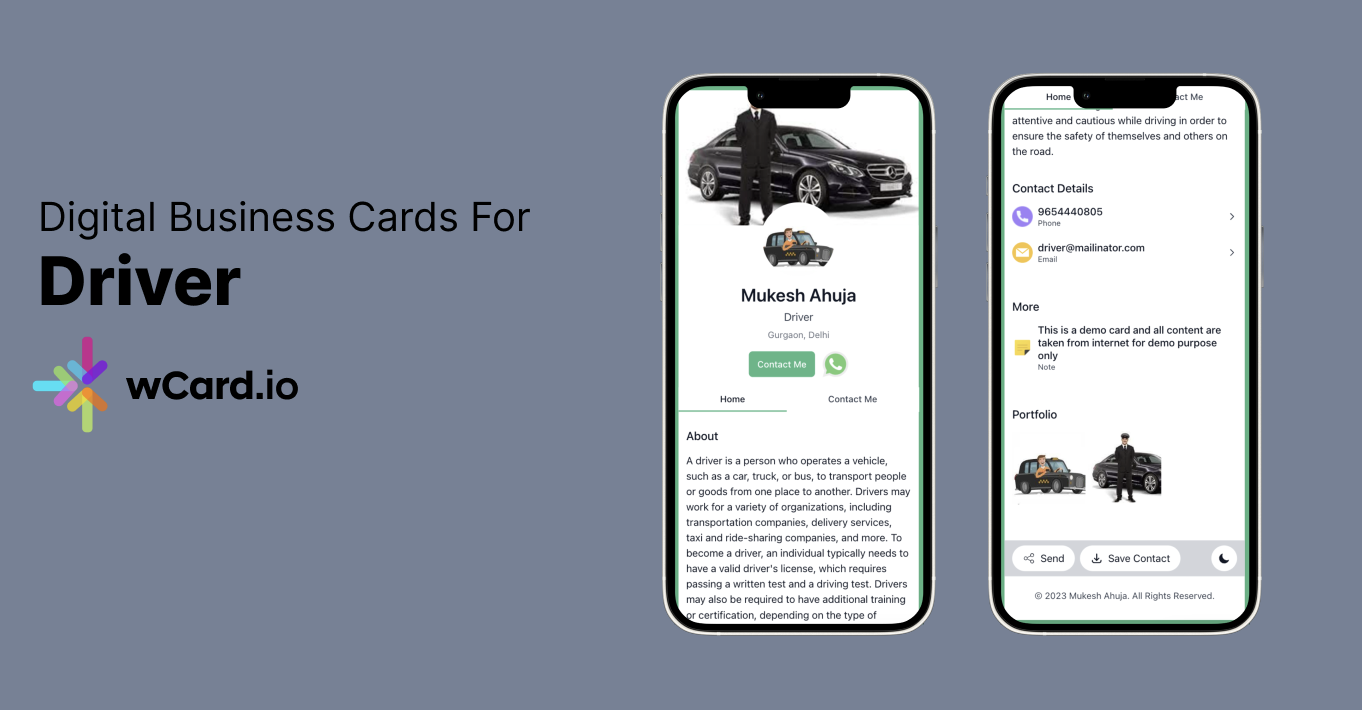 Digital Business Cards For
Driver
wCard.io
Mukesh Ahuja
Driver
Gurgaon, Delhi
Contact Me
Home
Contact Me
About
A driver is a person who operates a vehicle,
such as a car, truck, or bus, to transport people
or goods from one place to another. Drivers may
work for a variety of organizations, including
transportation companies, delivery services,
taxi and ride-sharing companies, and more. To
become a driver, an individual typically needs to
have a valid driver's license, which requires
passing a written test and a driving test. Drivers
may also be required to have additional training
or certification, depending on the type of
Home
act Me
attentive and cautious while driving in order to
ensure the safety of themselves and others on
the road.
Contact Details
9654440805
Phone
driver@mailinator.com
Email
More
This is a demo card and all content are
taken from internet for demo purpose
only
Note
Portfolio
Send
Save Contact
© 2023 Mukesh Ahuja. All Rights Reserved.